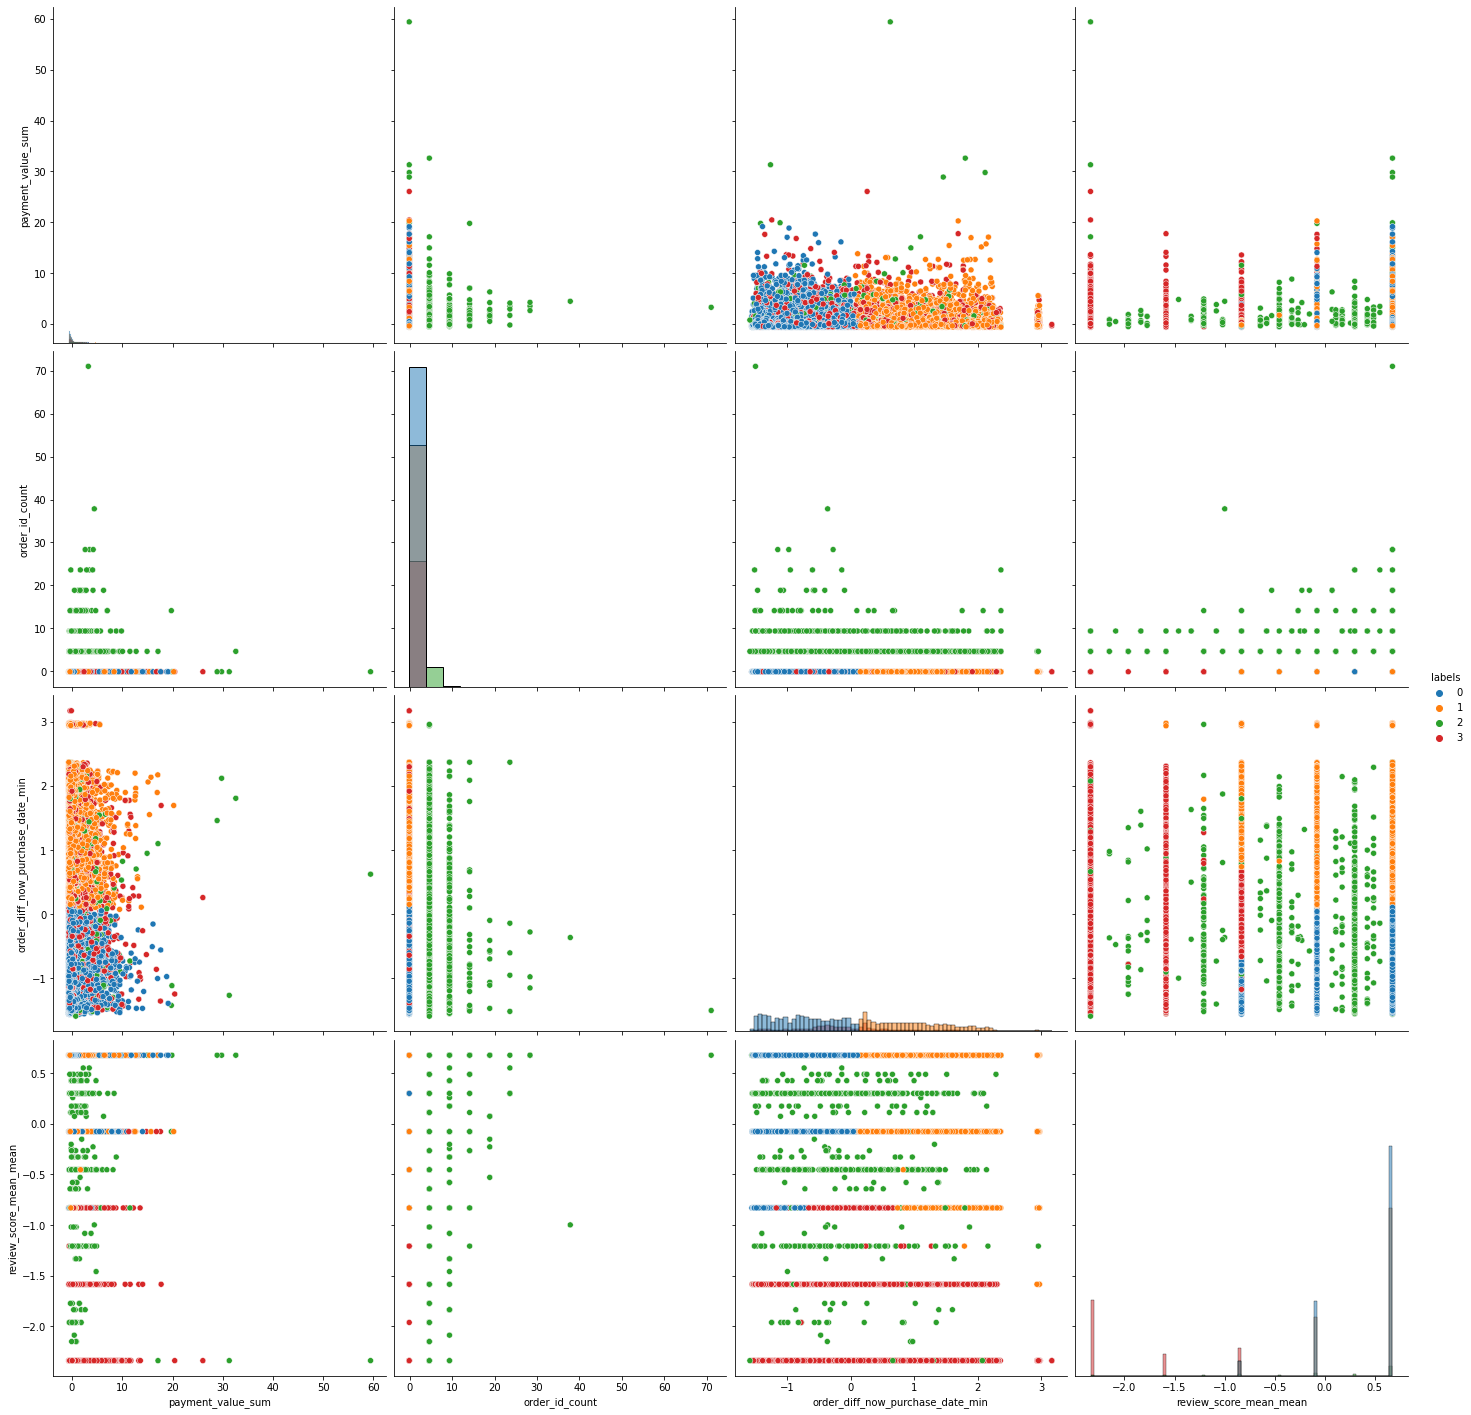 60
50
40
30
20
10
0
payment_value_sum
70
60
50
40
30
20
10
0
order_id_count
labels
0
1
2
3
3
2
1
0
−1
order_diff_now_purchase_date_min
0.5
0.0
−0.5
−1.0
−1.5
−2.0
review_score_mean_mean
0 10 20 30 40 50 60
0 10 20 30 40 50 60 70
−1 0 1 2 3
−2.0 −1.5 −1.0 −0.5 0.0 0.5
payment_value_sum
order_id_count
order_diff_now_purchase_date_min
review_score_mean_mean